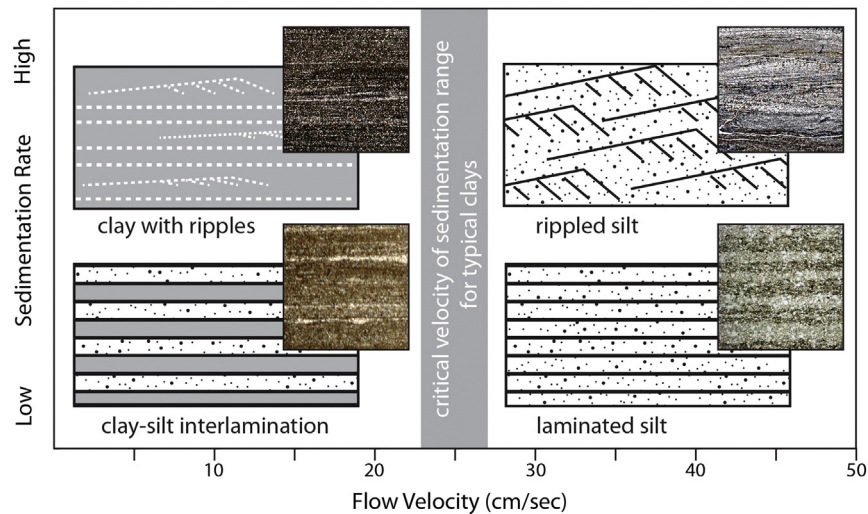 High
Sedimentation Rate
Low
clay with ripples
clay-silt interlamination
critical velocity of sedimentation range
for typical clays
rippled silt
laminated silt
10
20
30
40
50
Flow Velocity (cm/sec)